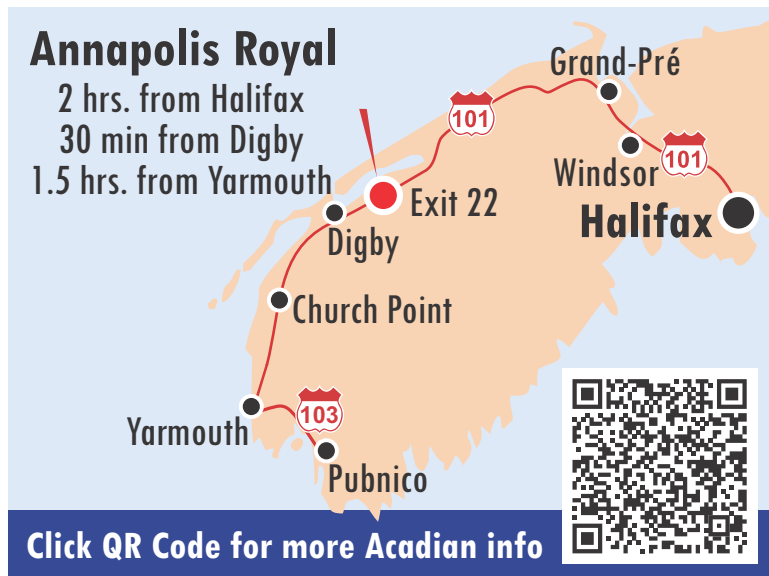 Annapolis Royal
2 hrs. from Halifax
30 min from Digby
1.5 hrs. from Yarmouth
Grand-Pré
101
Windsor
101
Halifax
Exit 22
Digby
Church Point
103
Yarmouth
Pubnico
Click QR Code for more Acadian info